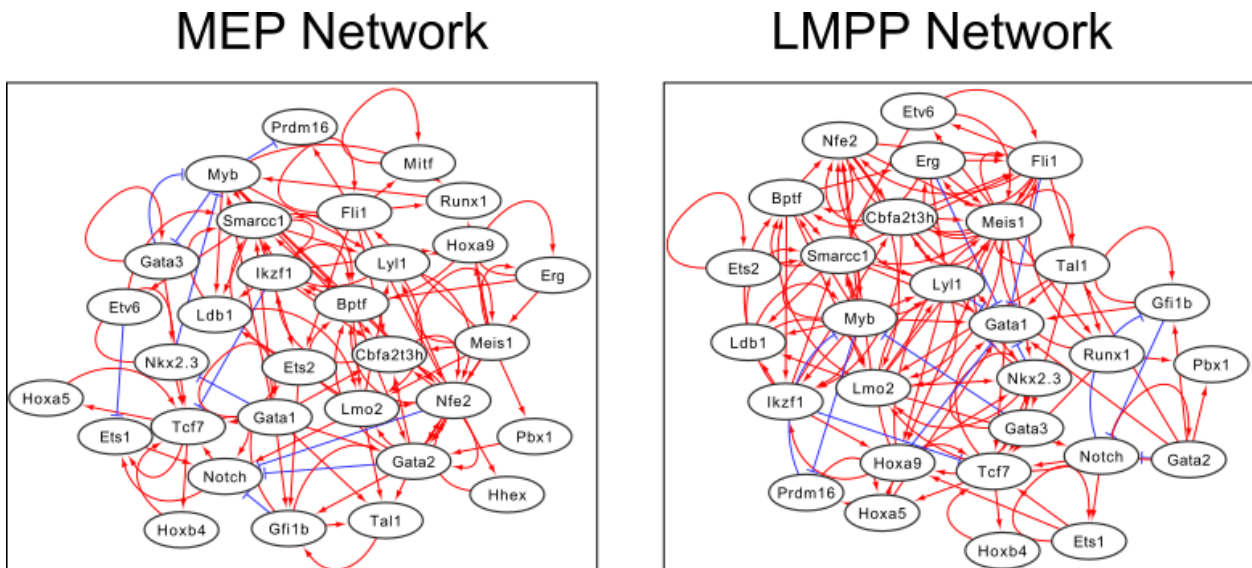 MEP Network
LMPP Network
Prdm16
Mitf
Myb
Runx1
Smarcc1
Fli1
Hoxa9
Gata3
Ikzf1
Lyl1
Erg
Etv6
Ldb1
Bptf
Meis1
Nkx2.3
Ets2
Cbfa2t3h
Hoxa5
Tcf7
Gata1
Lmo2
Nfe2
Ets1
Pbx1
Notch
Gata2
Hhex
Hoxb4
Gfi1b
Tal1
Etv6
Nfe2
Erg
Fli1
Bptf
Cbfa2t3h
Meis1
Ets2
Smarcc1
Tal1
Lyl1
Gfi1b
Myb
Gata1
Ldb1
Runx1
Pbx1
Nkx2.3
Ikzf1
Lmo2
Gata3
Hoxa9
Tcf7
Notch
Gata2
Prdm16
Hoxa5
Hoxb4
Ets1